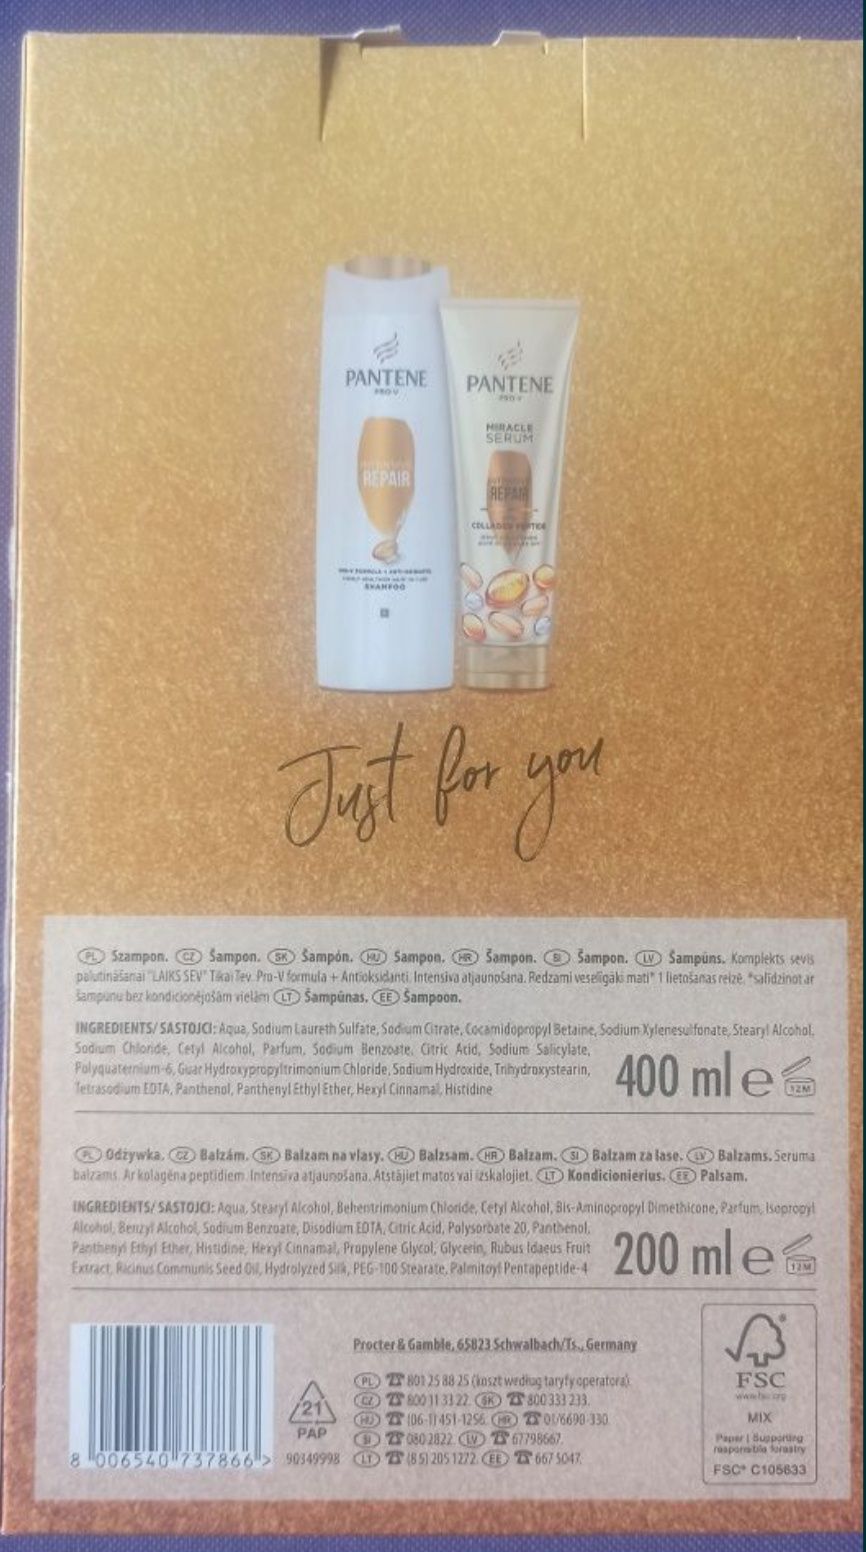 PANTENE
PRO-V
REPAIR
SHAMPOO
PANTENE
PRO-V
MIRACLE
SERUM
REPAIR
COLLAGEN PEPTIDE
Just for you
PL Szampon. CZ Šampon. SK Šampón. HU Sampon. HR Šampon. SI Šampon. LV Šampūns. Komplekts sevis
palutināšanai "LAIKS SEV" Tikai Tev. Pro-V formula + Antioksidanti. Intensīva atjaunošana. Redzami veselīgāki mati* 1 lietošanas reizē. *salīdzinot ar
šampūnu bez kondicionējošām vielām LT Šampūnas. EE Šampoon.
INGREDIENTS/ SASTOJCI: Aqua, Sodium Laureth Sulfate, Sodium Citrate, Cocamidopropyl Betaine, Sodium Xylenesulfonate, Stearyl Alcohol,
Sodium Chloride, Cetyl Alcohol, Parfum, Sodium Benzoate, Citric Acid, Sodium Salicylate,
Polyquaternium-6, Guar Hydroxypropyltrimonium Chloride, Sodium Hydroxide, Trihydroxystearin,
Tetrasodium EDTA, Panthenol, Panthenyl Ethyl Ether, Hexyl Cinnamal, Histidine
400 ml e 12M
PL Odżywka. CZ Balzám. SK Balzam na vlasy. HU Balzsam. HR Balzam. SI Balzam za lase. LV Balzams. Seruma
balzams. Ar kolagēna peptīdiem. Intensīva atjaunošana. Atstājiet matos vai izskalojiet. LT Kondicionierius. EE Palsam.
INGREDIENTS/ SASTOJCI: Aqua, Stearyl Alcohol, Behentrimonium Chloride, Cetyl Alcohol, Bis-Aminopropyl Dimethicone, Parfum, Isopropyl
Alcohol, Benzyl Alcohol, Sodium Benzoate, Disodium EDTA, Citric Acid, Polysorbate 20, Panthenol,
Panthenyl Ethyl Ether, Histidine, Hexyl Cinnamal, Propylene Glycol, Glycerin, Rubus Idaeus Fruit
Extract, Ricinus Communis Seed Oil, Hydrolyzed Silk, PEG-100 Stearate, Palmitoyl Pentapeptide-4
200 ml e 12M
8 006540 737866 >
21
PAP
90349998
Procter & Gamble, 65823 Schwalbach/Ts., Germany
PL ☎ 801 25 88 25 (koszt według taryfy operatora).
CZ ☎ 800 11 33 22. SK ☎ 800 333 233.
HU ☎ (06-1) 451-1256. HR ☎ 01/6690-330.
SI ☎ 080 2822. LV ☎ 67798667.
LT ☎ (8 5) 205 1272. EE ☎ 667 5047.
FSC
www.fsc.org
MIX
Paper | Supporting
responsible forestry
FSC® C105633